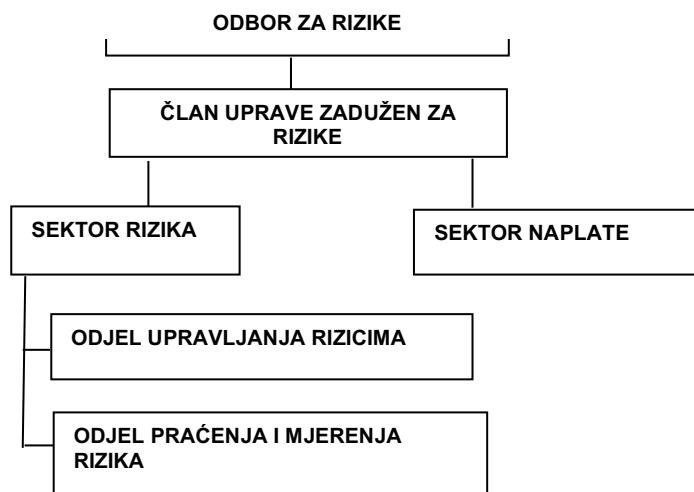 ODBOR ZA RIZIKE
ČLAN UPRAVE ZADUŽEN ZA
RIZIKE
SEKTOR RIZIKA
SEKTOR NAPLATE
ODJEL UPRAVLJANJA RIZICIMA
ODJEL PRAĆENJA I MJERENJA
RIZIKA